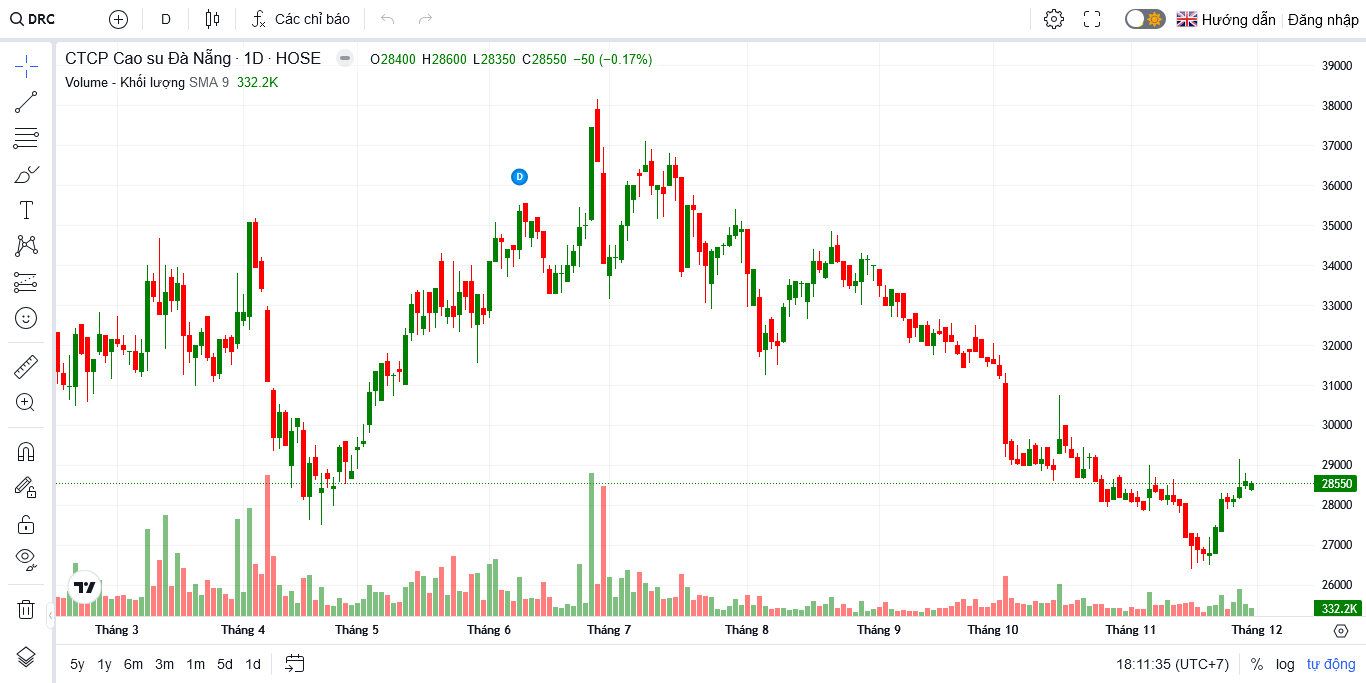 DRC D Các chỉ báo Hướng dẫn Đăng nhập
CTCP Cao su Đà Nẵng · 1D · HOSE O28400 H28600 L28350 C28550 −50 (−0.17%)
Volume - Khối lượng SMA 9 332.2K
39000
38000
37000
36000
D
35000
34000
33000
32000
31000
30000
29000
28550
28000
27000
26000
332.2K
Tháng 3 Tháng 4 Tháng 5 Tháng 6 Tháng 7 Tháng 8 Tháng 9 Tháng 10 Tháng 11 Tháng 12
5y 1y 6m 3m 1m 5d 1d 18:11:35 (UTC+7) % log tự động